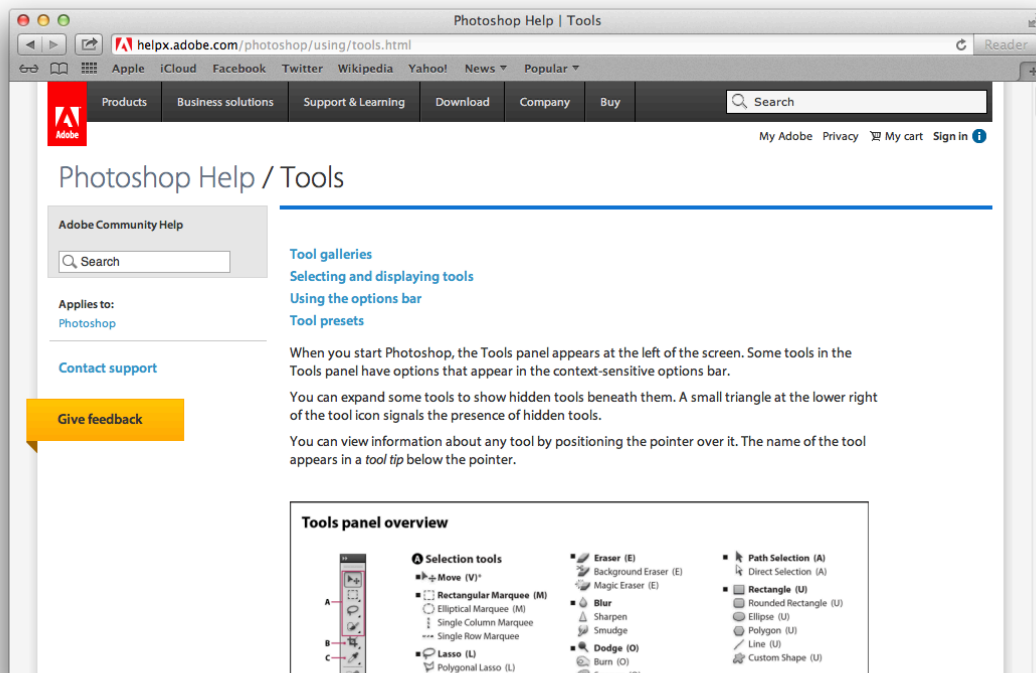 Photoshop Help | Tools
helpx.adobe.com/photoshop/using/tools.html
Reader
Apple iCloud Facebook Twitter Wikipedia Yahoo! News Popular
Adobe
Products Business solutions Support & Learning Download Company Buy
Search
My Adobe Privacy My cart Sign in
Photoshop Help / Tools
Adobe Community Help
Search
Applies to:
Photoshop
Contact support
Give feedback
Tool galleries
Selecting and displaying tools
Using the options bar
Tool presets
When you start Photoshop, the Tools panel appears at the left of the screen. Some tools in the
Tools panel have options that appear in the context-sensitive options bar.
You can expand some tools to show hidden tools beneath them. A small triangle at the lower right
of the tool icon signals the presence of hidden tools.
You can view information about any tool by positioning the pointer over it. The name of the tool
appears in a tool tip below the pointer.
Tools panel overview
A
B
C
A Selection tools
Move (V)*
Rectangular Marquee (M)
Elliptical Marquee (M)
Single Column Marquee
Single Row Marquee
Lasso (L)
Polygonal Lasso (L)
Eraser (E)
Background Eraser (E)
Magic Eraser (E)
Blur
Sharpen
Smudge
Dodge (O)
Burn (O)
Path Selection (A)
Direct Selection (A)
Rectangle (U)
Rounded Rectangle (U)
Ellipse (U)
Polygon (U)
Line (U)
Custom Shape (U)